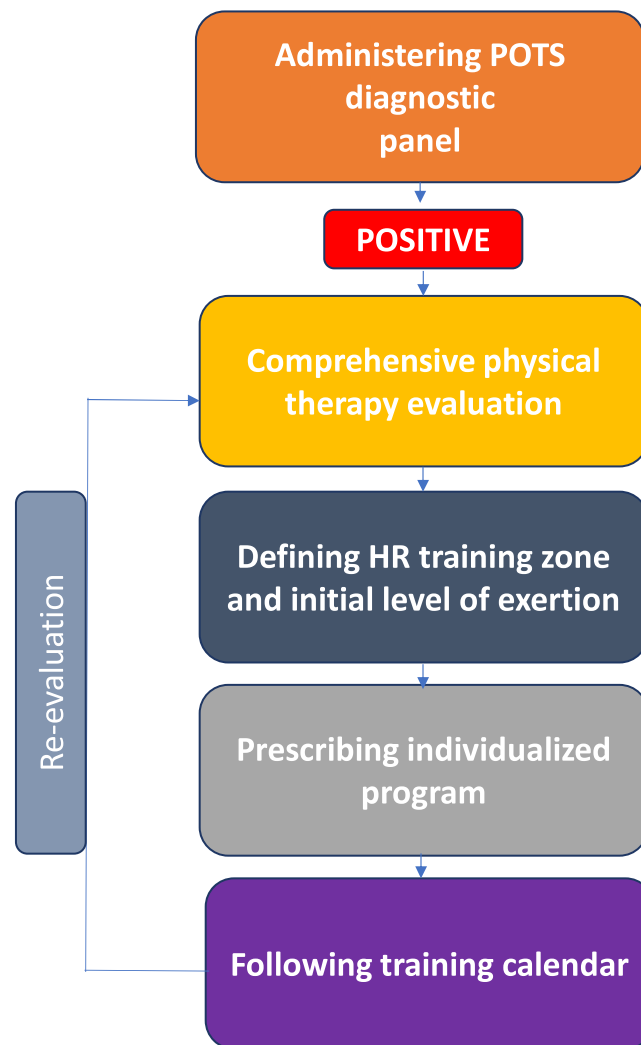 Administering POTS
diagnostic
panel
POSITIVE
Comprehensive physical
therapy evaluation
Defining HR training zone
and initial level of exertion
Re-evaluation
Prescribing individualized
program
Following training calendar